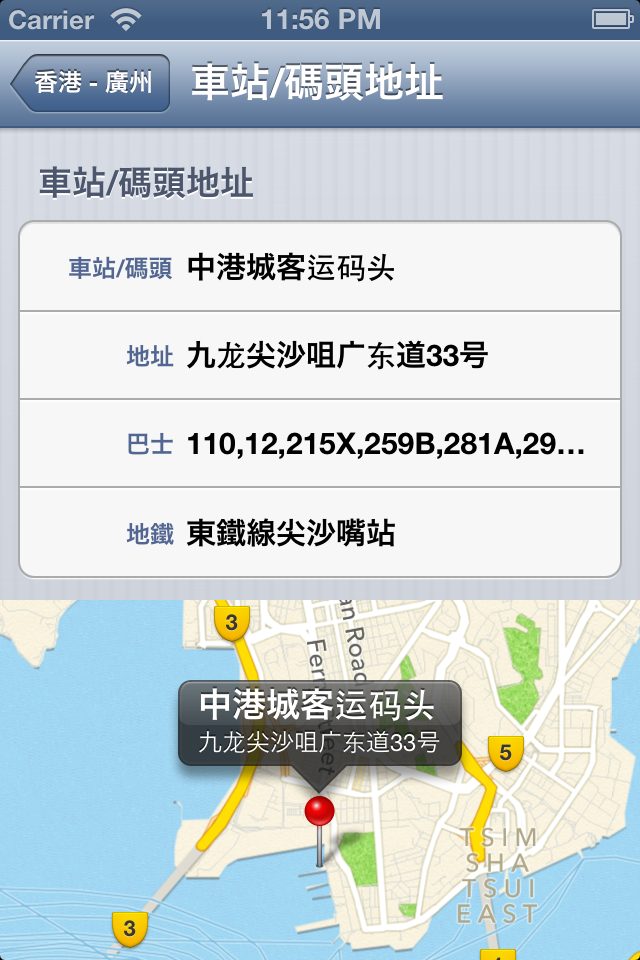 Carrier 11:56 PM
香港 - 廣州 車站/碼頭地址
車站/碼頭地址
車站/碼頭 中港城客运码头
地址 九龙尖沙咀广东道33号
巴士 110,12,215X,259B,281A,29...
地鐵 東鐵線尖沙嘴站
3
an Road
中港城客运码头
九龙尖沙咀广东道33号
5
TSIM
SHA
TSUI
EAST
3